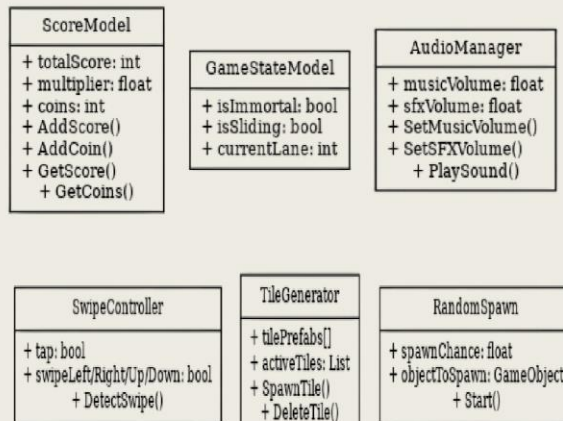 ScoreModel
+ totalScore: int
+ multiplier: float
+ coins: int
+ AddScore()
+ AddCoin()
+ GetScore()
+ GetCoins()
GameStateModel
+ isImmortal: bool
+ isSliding: bool
+ currentLane: int
AudioManager
+ musicVolume: float
+ sfxVolume: float
+ SetMusicVolume()
+ SetSFXVolume()
+ PlaySound()
SwipeController
+ tap: bool
+ swipeLeft/Right/Up/Down: bool
+ DetectSwipe()
TileGenerator
+ tilePrefabs[]
+ activeTiles: List
+ SpawnTile()
+ DeleteTile()
RandomSpawn
+ spawnChance: float
+ objectToSpawn: GameObject
+ Start()